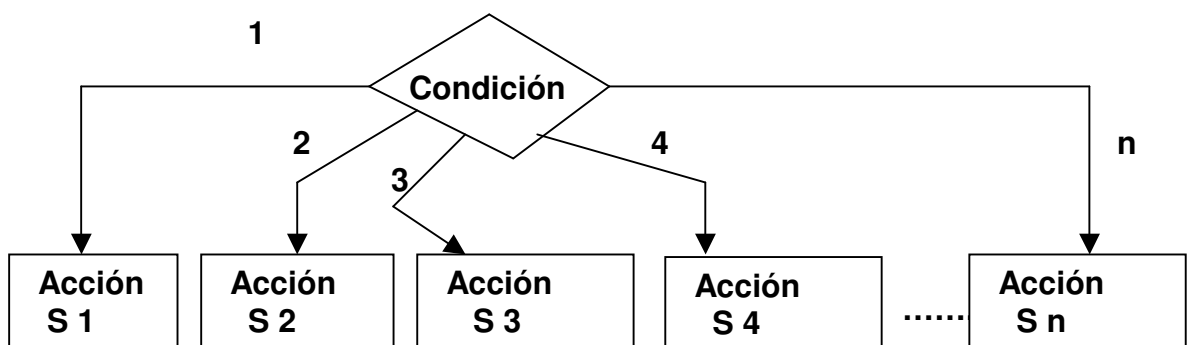 1
Condición
2
3
4
n
Acción
S 1
Acción
S 2
Acción
S 3
Acción
S 4
.......
Acción
S n